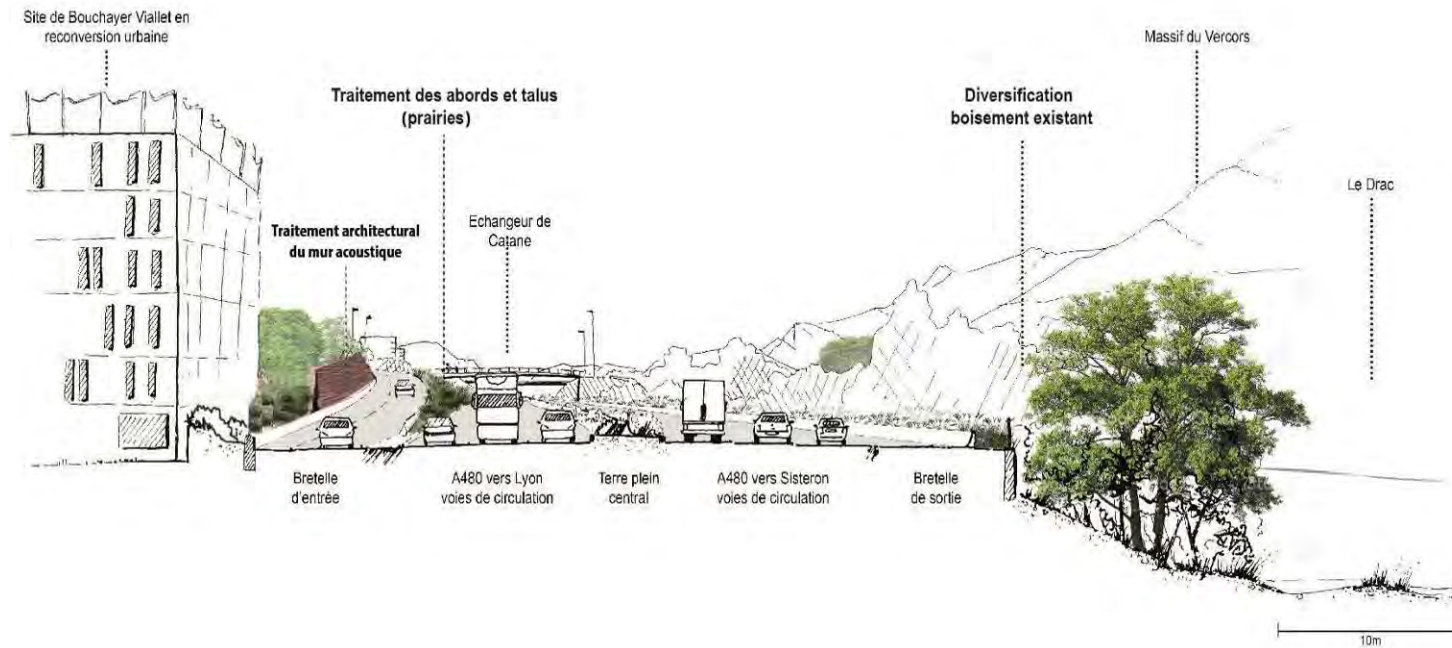 Site de Bouchayer Viallet en
reconversion urbaine
Massif du Vercors
Traitement des abords et talus
(prairies)
Diversification
boisement existant
Le Drac
Echangeur de
Catane
Traitement architectural
du mur acoustique
Bretelle
d'entrée
A480 vers Lyon
voies de circulation
Terre plein
central
A480 vers Sisteron
voies de circulation
Bretelle
de sortie
10m